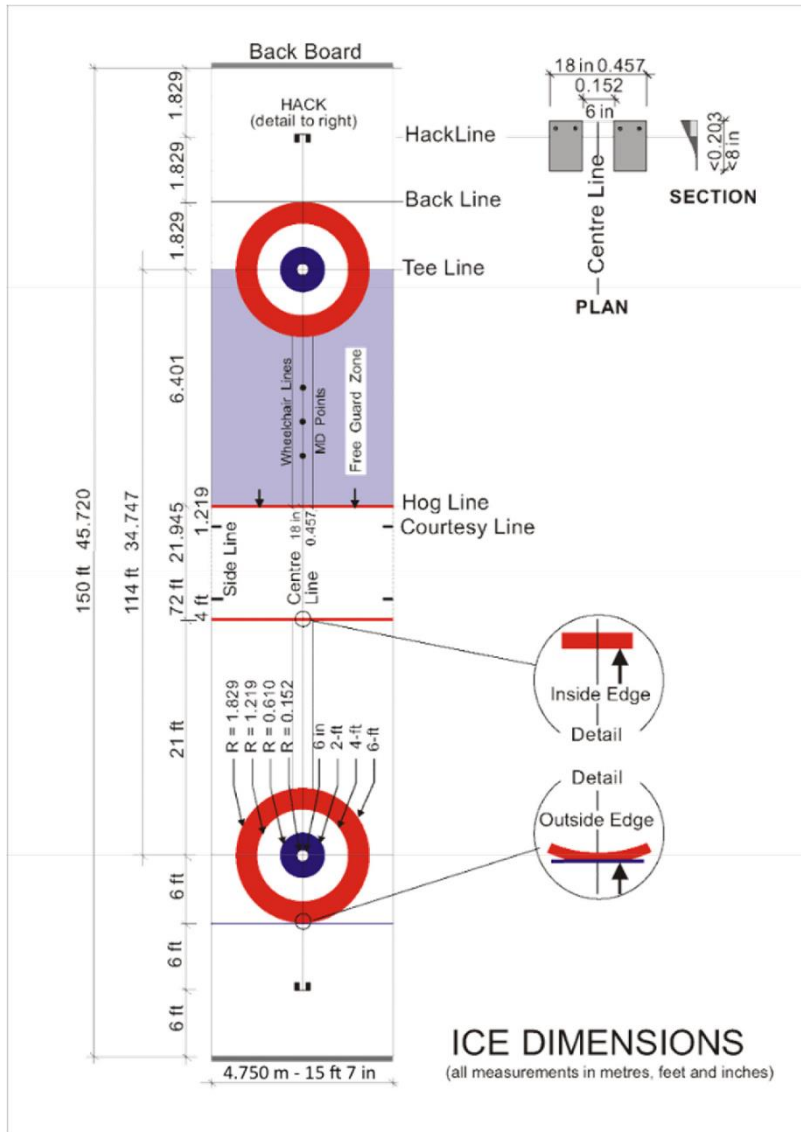 Back Board
HACK
(detail to right)
HackLine
Back Line
Tee Line
1.829
1.829
1.829
6.401
1.219
21.945
72 ft
4 ft
21 ft
6 ft
6 ft
6 ft
114 ft 34.747
150 ft 45.720
Wheelchair Lines
MD Points
Free Guard Zone
Hog Line
Courtesy Line
Side Line
Centre Line
18 in
0.457
R = 1.829
R = 1.219
R = 0.610
R = 0.152
6 in
2-ft
4-ft
6-ft
18 in 0.457
0.152
6 in
Centre Line
<0.203
<8 in
SECTION
PLAN
Inside Edge
Detail
Detail
Outside Edge
4.750 m - 15 ft 7 in
ICE DIMENSIONS
(all measurements in metres, feet and inches)